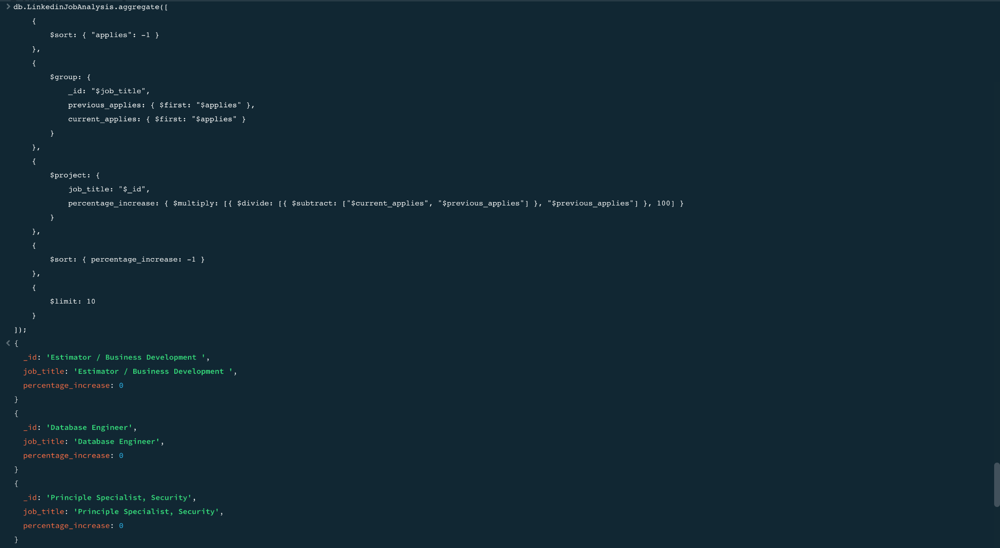 db.LinkedinJobAnalysis.aggregate([
    {
        $sort: { "applies": -1 }
    },
    {
        $group: {
            _id: "$job_title",
            previous_applies: { $first: "$applies" },
            current_applies: { $first: "$applies" }
        }
    },
    {
        $project: {
            job_title: "$_id",
            percentage_increase: { $multiply: [{ $divide: [{ $subtract: ["$current_applies", "$previous_applies"] }, "$previous_applies"] }, 100] }
        }
    },
    {
        $sort: { percentage_increase: -1 }
    },
    {
        $limit: 10
    }
]);
{
  _id: 'Estimator / Business Development ',
  job_title: 'Estimator / Business Development ',
  percentage_increase: 0
}
{
  _id: 'Database Engineer',
  job_title: 'Database Engineer',
  percentage_increase: 0
}
{
  _id: 'Principle Specialist, Security',
  job_title: 'Principle Specialist, Security',
  percentage_increase: 0
}